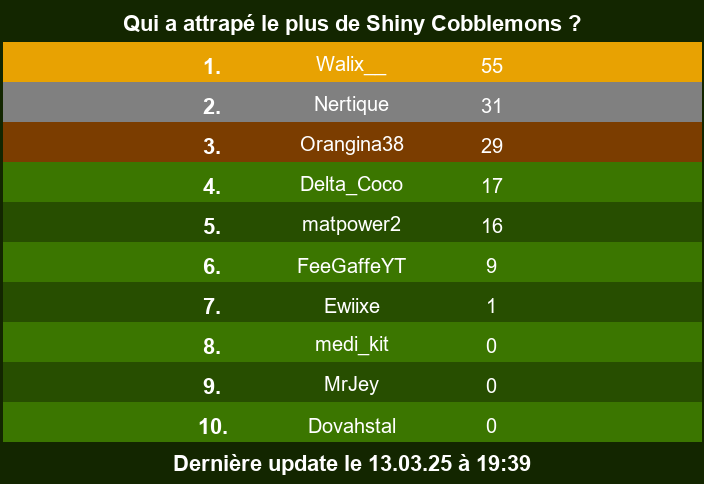 Qui a attrapé le plus de Shiny Cobblemons ?
1. Walix__ 55
2. Nertique 31
3. Orangina38 29
4. Delta_Coco 17
5. matpower2 16
6. FeeGaffeYT 9
7. Ewiixe 1
8. medi_kit 0
9. MrJey 0
10. Dovahstal 0
Dernière update le 13.03.25 à 19:39